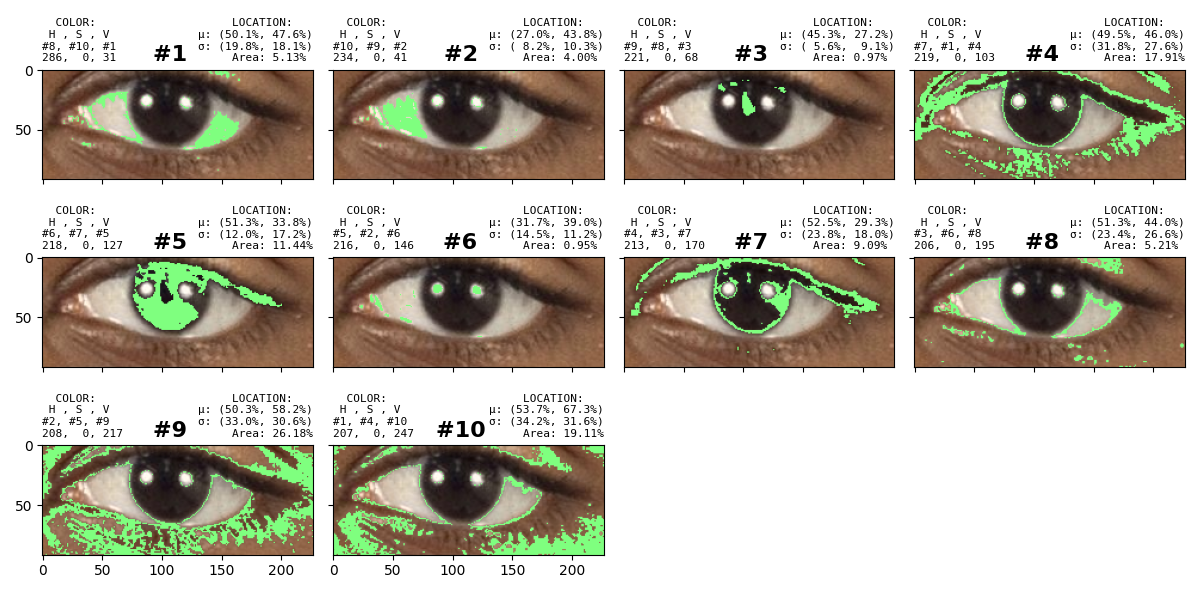 COLOR: LOCATION:
H , S , V μ: (50.1%, 47.6%)
#8, #10, #1 σ: (19.8%, 18.1%)
286, 0, 31 #1 Area: 5.13%
COLOR: LOCATION:
H , S , V μ: (27.0%, 43.8%)
#10, #9, #2 σ: ( 8.2%, 10.3%)
234, 0, 41 #2 Area: 4.00%
COLOR: LOCATION:
H , S , V μ: (45.3%, 27.2%)
#9, #8, #3 σ: ( 5.6%, 9.1%)
221, 0, 68 #3 Area: 0.97%
COLOR: LOCATION:
H , S , V μ: (49.5%, 46.0%)
#7, #1, #4 σ: (31.8%, 27.6%)
219, 0, 103 #4 Area: 17.91%
0
50
COLOR: LOCATION:
H , S , V μ: (51.3%, 33.8%)
#6, #7, #5 σ: (12.0%, 17.2%)
218, 0, 127 #5 Area: 11.44%
COLOR: LOCATION:
H , S , V μ: (31.7%, 39.0%)
#5, #2, #6 σ: (14.5%, 11.2%)
216, 0, 146 #6 Area: 0.95%
COLOR: LOCATION:
H , S , V μ: (52.5%, 29.3%)
#4, #3, #7 σ: (23.8%, 18.0%)
213, 0, 170 #7 Area: 9.09%
COLOR: LOCATION:
H , S , V μ: (51.3%, 44.0%)
#3, #6, #8 σ: (23.4%, 26.6%)
206, 0, 195 #8 Area: 5.21%
0
50
COLOR: LOCATION:
H , S , V μ: (50.3%, 58.2%)
#2, #5, #9 σ: (33.0%, 30.6%)
208, 0, 217 #9 Area: 26.18%
COLOR: LOCATION:
H , S , V μ: (53.7%, 67.3%)
#1, #4, #10 σ: (34.2%, 31.6%)
207, 0, 247 #10 Area: 19.11%
0
50
0 50 100 150 200
0 50 100 150 200